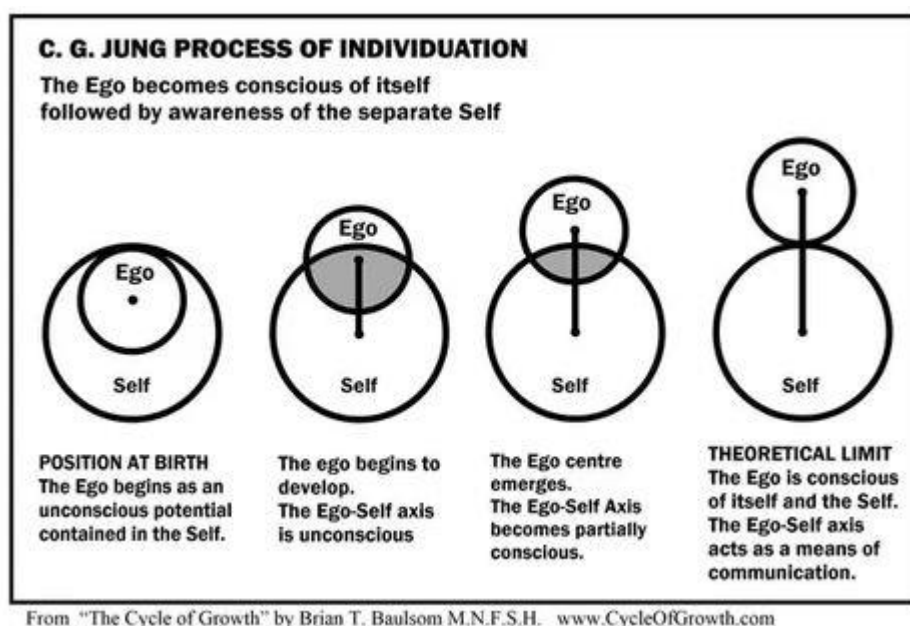 C. G. JUNG PROCESS OF INDIVIDUATION
The Ego becomes conscious of itself
followed by awareness of the separate Self
Ego
Self
Ego
Self
Ego
Self
Ego
Self
POSITION AT BIRTH
The Ego begins as an
unconscious potential
contained in the Self.
The ego begins to
develop.
The Ego-Self axis
is unconscious
The Ego centre
emerges.
The Ego-Self Axis
becomes partially
conscious.
THEORETICAL LIMIT
The Ego is conscious
of itself and the Self.
The Ego-Self axis
acts as a means of
communication.
From "The Cycle of Growth" by Brian T. Baulsom M.N.F.S.H. www.CycleOfGrowth.com